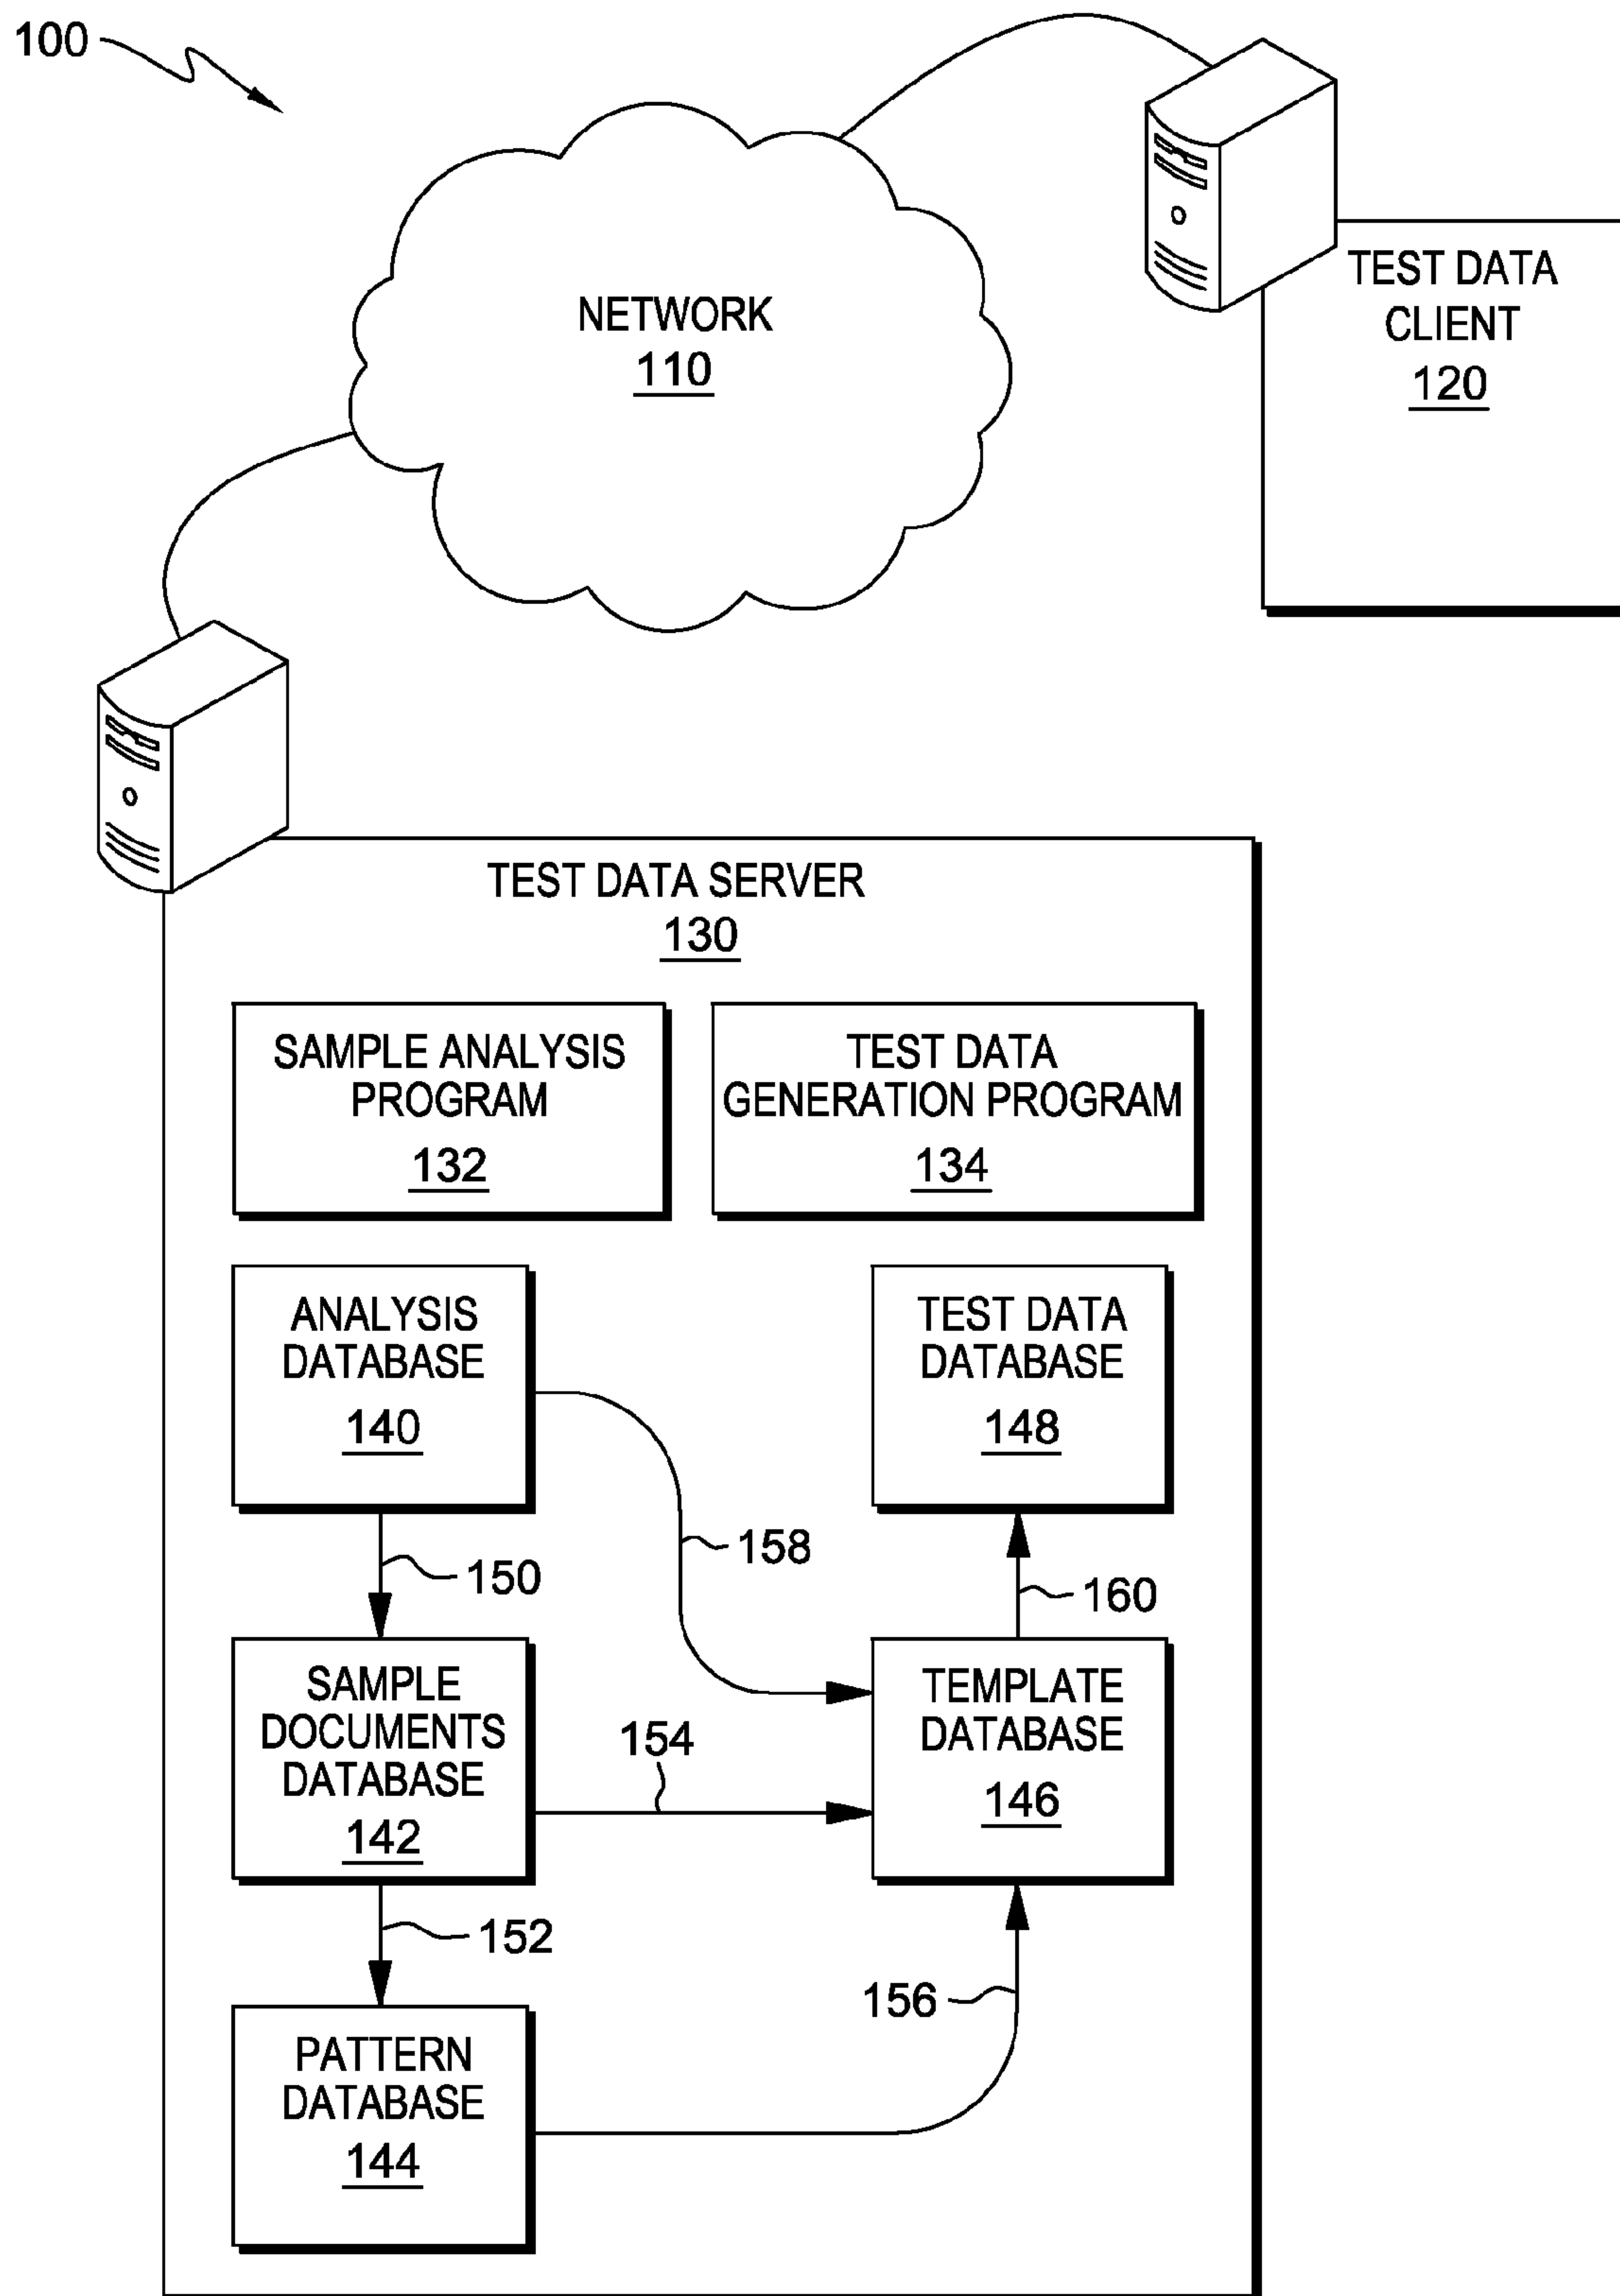 100
NETWORK
110
TEST DATA
CLIENT
120
TEST DATA SERVER
130
SAMPLE ANALYSIS
PROGRAM
132
TEST DATA
GENERATION PROGRAM
134
ANALYSIS
DATABASE
140
TEST DATA
DATABASE
148
158
150
160
SAMPLE
DOCUMENTS
DATABASE
142
154
TEMPLATE
DATABASE
146
152
156
PATTERN
DATABASE
144